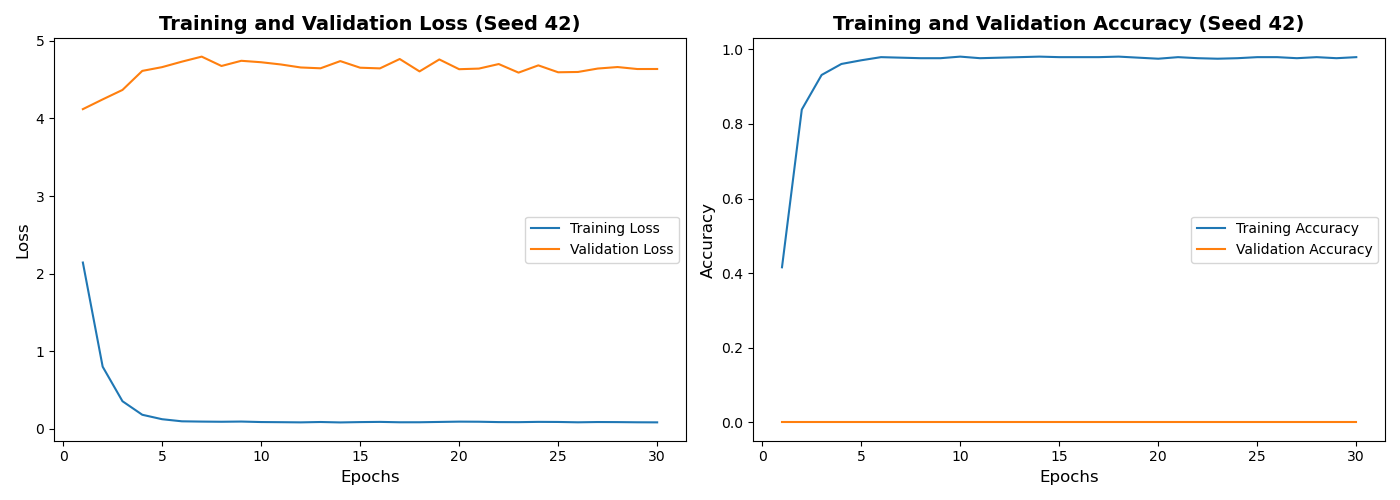 Training and Validation Loss (Seed 42)
5
4
3
2
1
0
Loss
Training Loss
Validation Loss
0 5 10 15 20 25 30
Epochs
Training and Validation Accuracy (Seed 42)
1.0
0.8
0.6
0.4
0.2
0.0
Accuracy
Training Accuracy
Validation Accuracy
0 5 10 15 20 25 30
Epochs